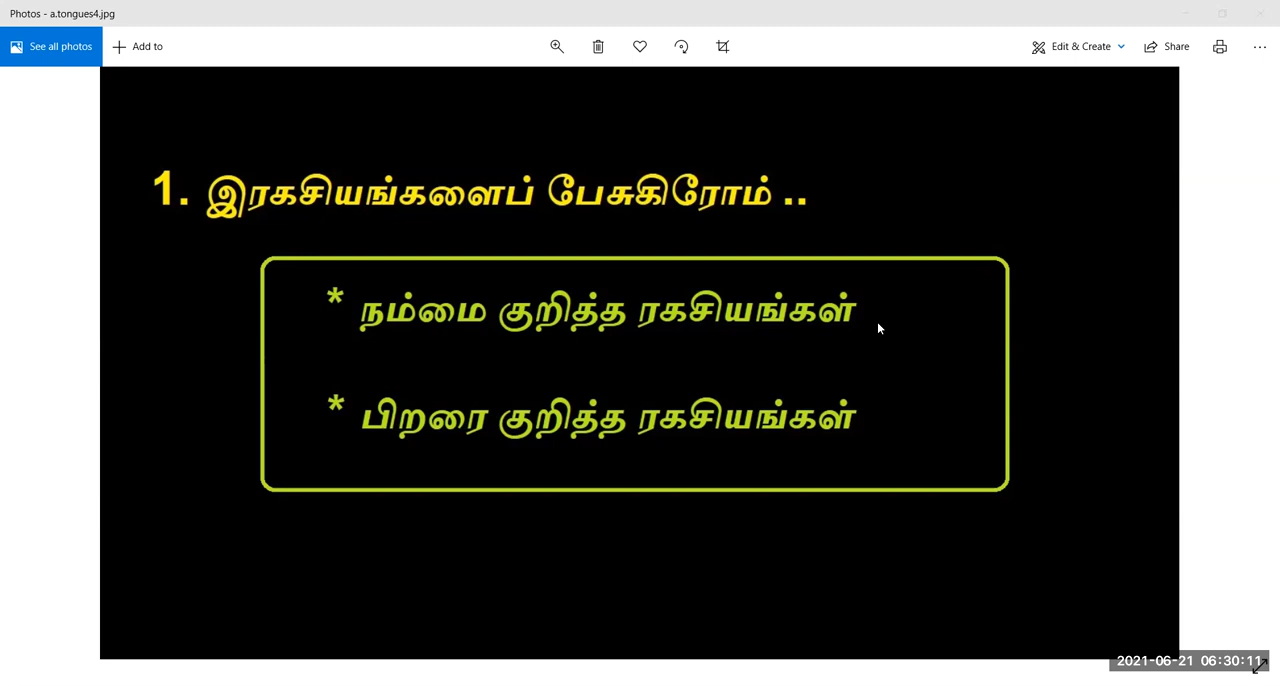 Photos - a.tongues4.jpg
See all photos
Add to
Edit & Create
Share
1. இரகசியங்களைப் பேசுகிரோம் ..
* நம்மை குறித்த ரகசியங்கள்
* பிறரை குறித்த ரகசியங்கள்
2021-06-21 06:30:11